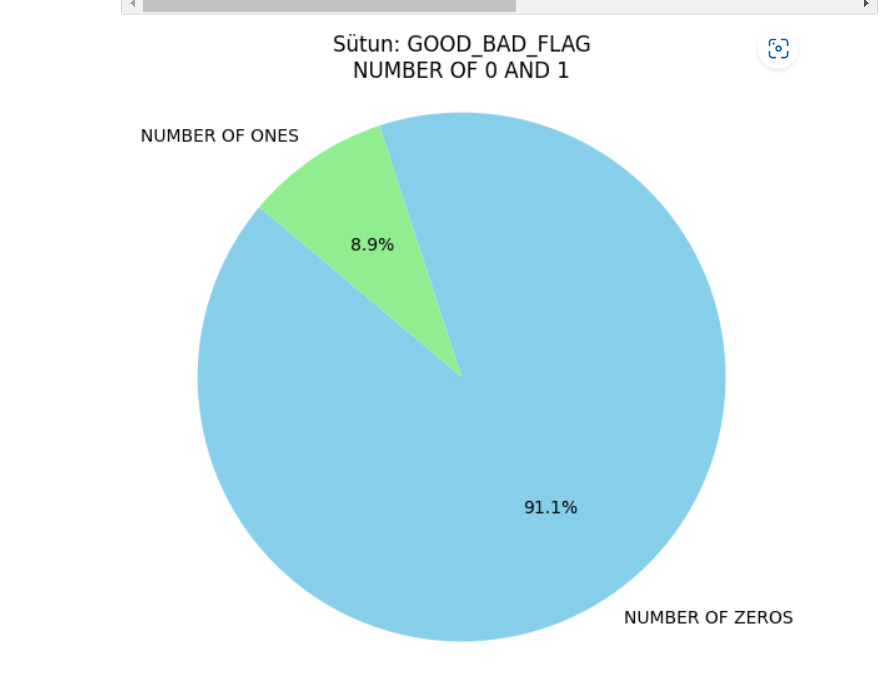 Sütun: GOOD_BAD_FLAG
NUMBER OF 0 AND 1
NUMBER OF ONES
8.9%
91.1%
NUMBER OF ZEROS